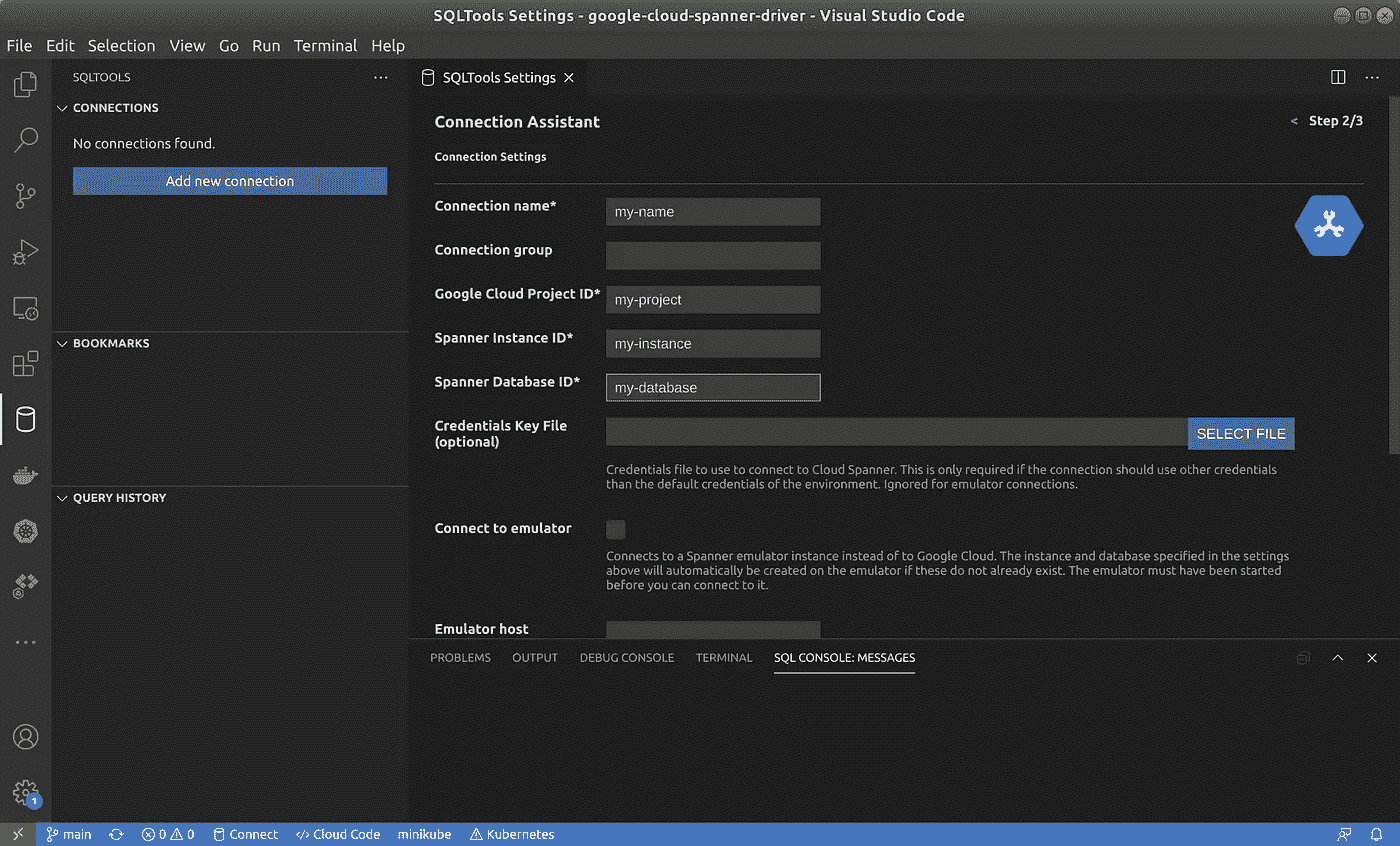 SQLTools Settings - google-cloud-spanner-driver - Visual Studio Code
File Edit Selection View Go Run Terminal Help
SQLTOOLS
SQLTools Settings
CONNECTIONS
No connections found.
Add new connection
BOOKMARKS
QUERY HISTORY
Connection Assistant
< Step 2/3
Connection Settings
Connection name* my-name
Connection group
Google Cloud Project ID* my-project
Spanner Instance ID* my-instance
Spanner Database ID* my-database
Credentials Key File
(optional)
SELECT FILE
Credentials file to use to connect to Cloud Spanner. This is only required if the connection should use other credentials
than the default credentials of the environment. Ignored for emulator connections.
Connect to emulator
Connects to a Spanner emulator instance instead of to Google Cloud. The instance and database specified in the settings
above will automatically be created on the emulator if these do not already exist. The emulator must have been started
before you can connect to it.
Emulator host
PROBLEMS OUTPUT DEBUG CONSOLE TERMINAL SQL CONSOLE: MESSAGES
1
main 0 0 Connect </> Cloud Code minikube Kubernetes